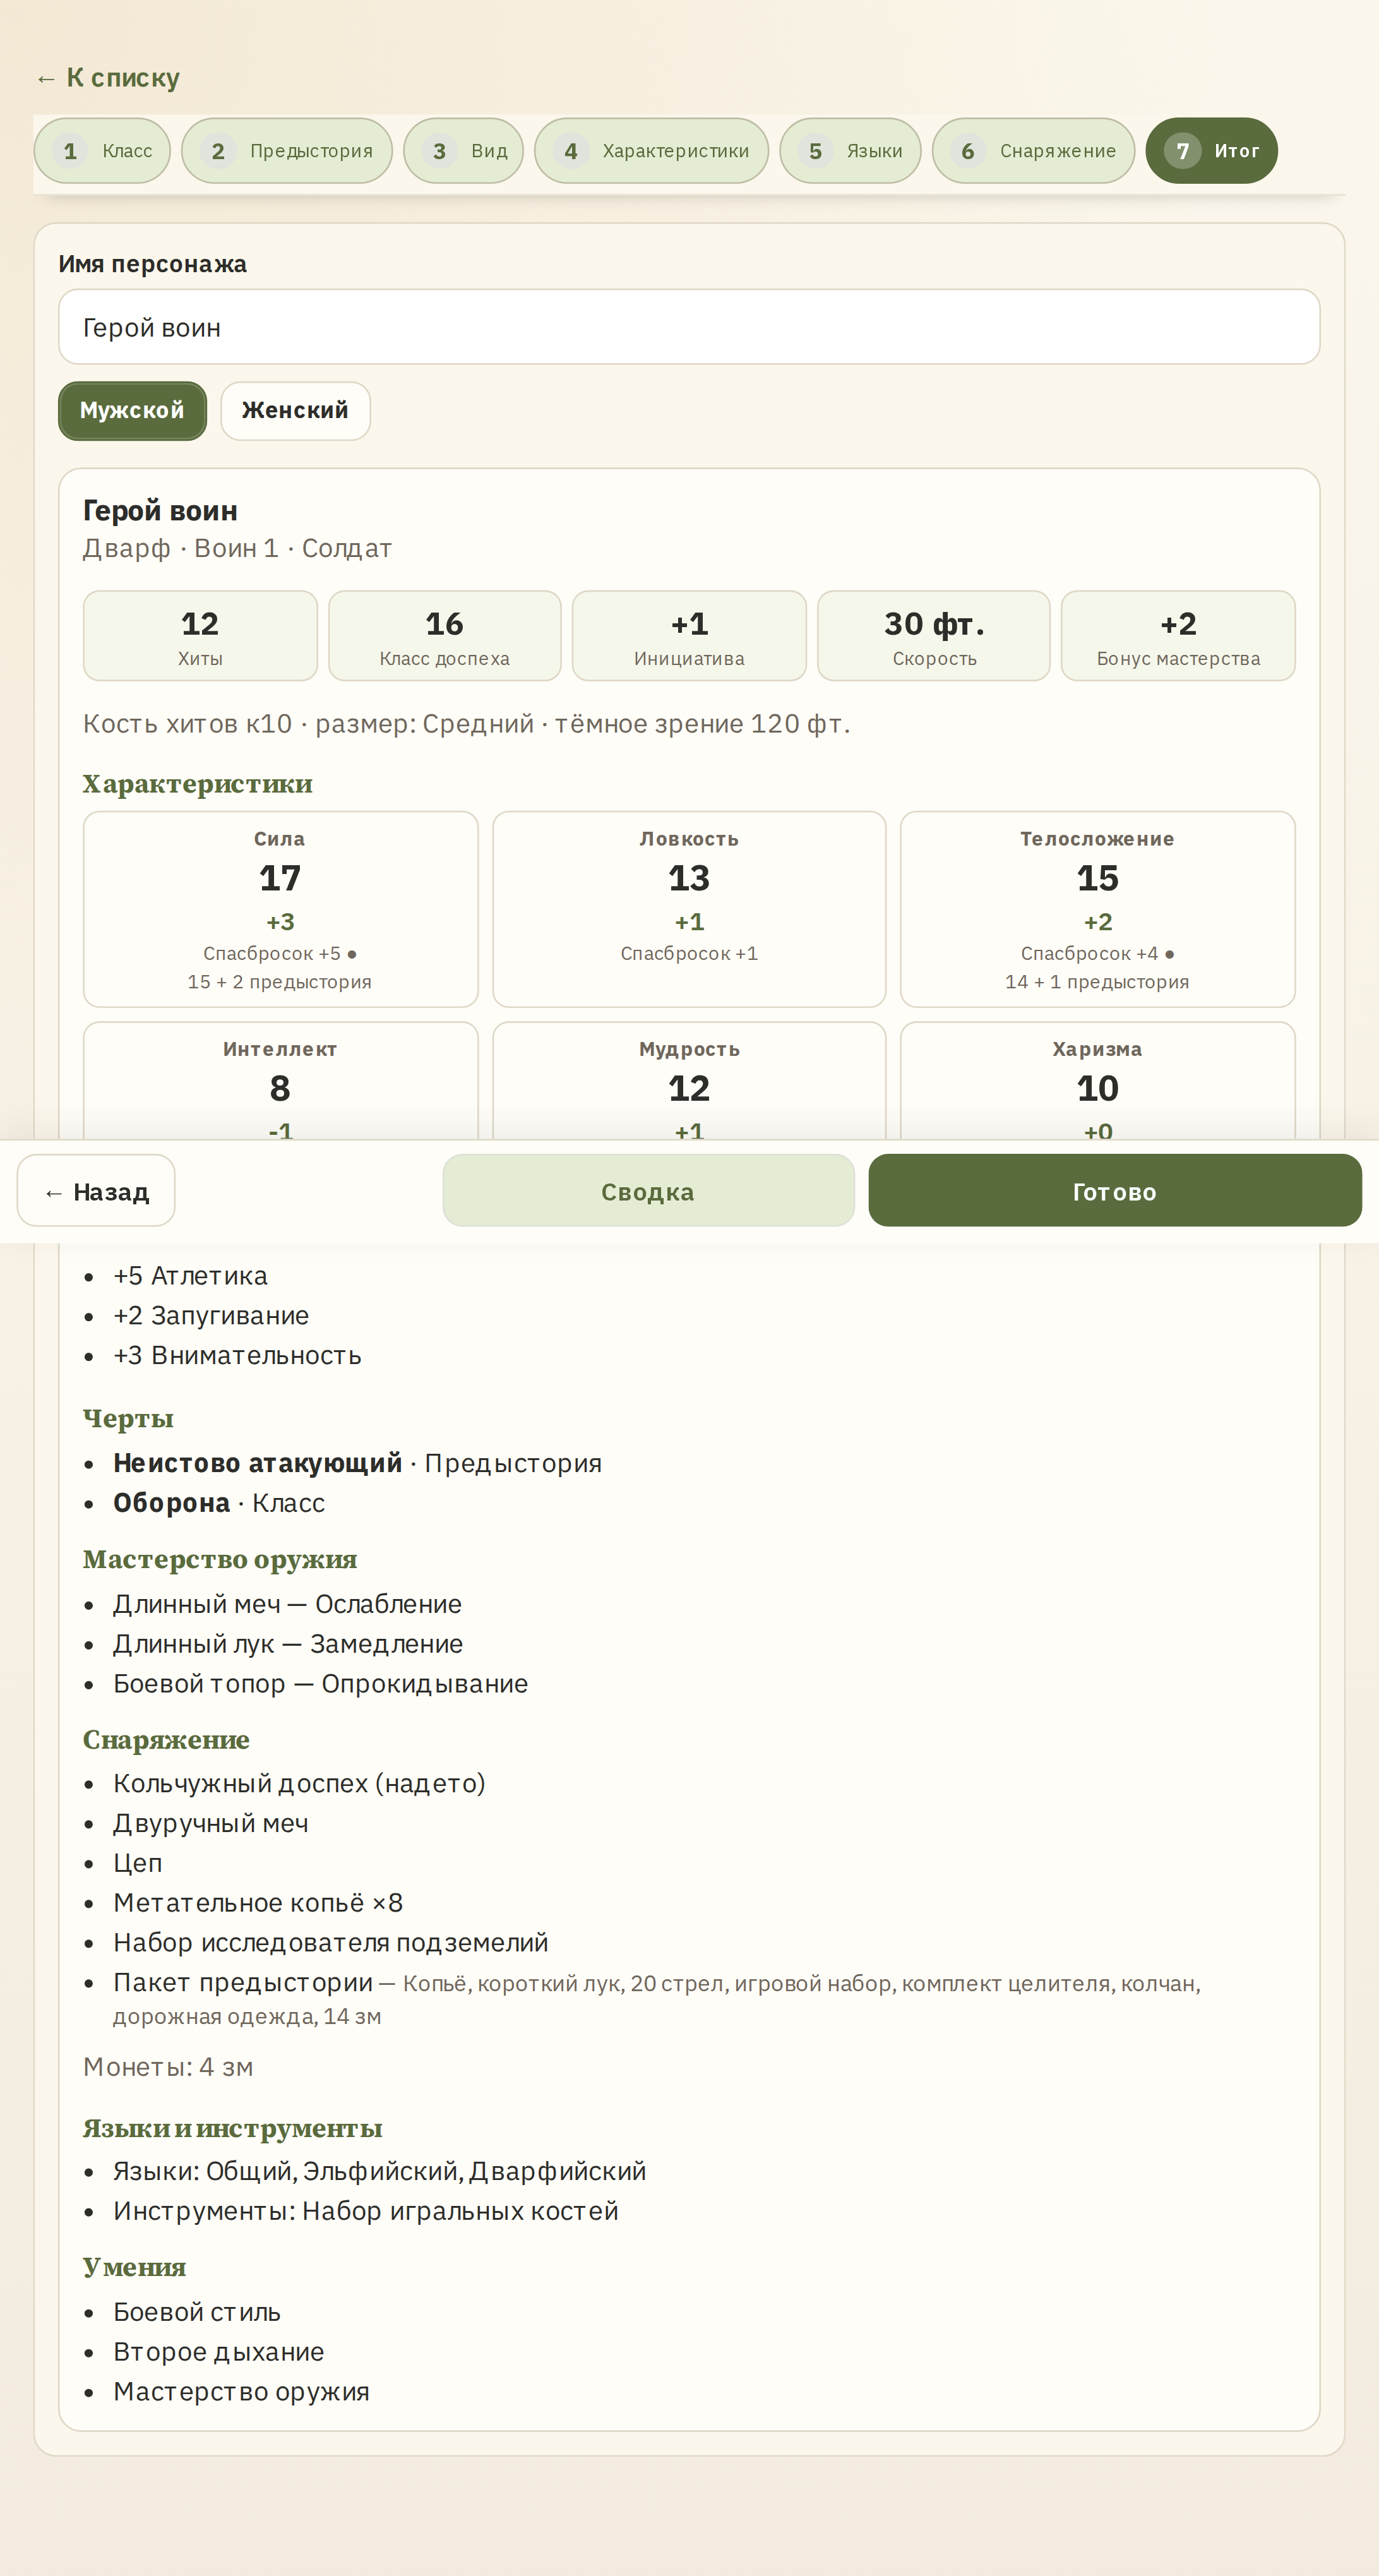 ← К списку
1 Класс
2 Предыстория
3 Вид
4 Характеристики
5 Языки
6 Снаряжение
7 Итог
Имя персонажа
Герой воин
Мужской
Женский
Герой воин
Дварф · Воин 1 · Солдат
12
Хиты
16
Класс доспеха
+1
Инициатива
30 фт.
Скорость
+2
Бонус мастерства
Кость хитов к10 · размер: Средний · тёмное зрение 120 фт.
Характеристики
Сила
17
+3
Спасбросок +5 ●
15 + 2 предыстория
Ловкость
13
+1
Спасбросок +1
Телосложение
15
+2
Спасбросок +4 ●
14 + 1 предыстория
Интеллект
8
-1
Мудрость
12
+1
Харизма
10
+0
← Назад
Сводка
Готово
• +5 Атлетика
• +2 Запугивание
• +3 Внимательность
Черты
• Неистово атакующий · Предыстория
• Оборона · Класс
Мастерство оружия
• Длинный меч — Ослабление
• Длинный лук — Замедление
• Боевой топор — Опрокидывание
Снаряжение
• Кольчужный доспех (надето)
• Двуручный меч
• Цеп
• Метательное копьё ×8
• Набор исследователя подземелий
• Пакет предыстории — Копьё, короткий лук, 20 стрел, игровой набор, комплект целителя, колчан,
дорожная одежда, 14 зм
Монеты: 4 зм
Языки и инструменты
• Языки: Общий, Эльфийский, Дварфийский
• Инструменты: Набор игральных костей
Умения
• Боевой стиль
• Второе дыхание
• Мастерство оружия